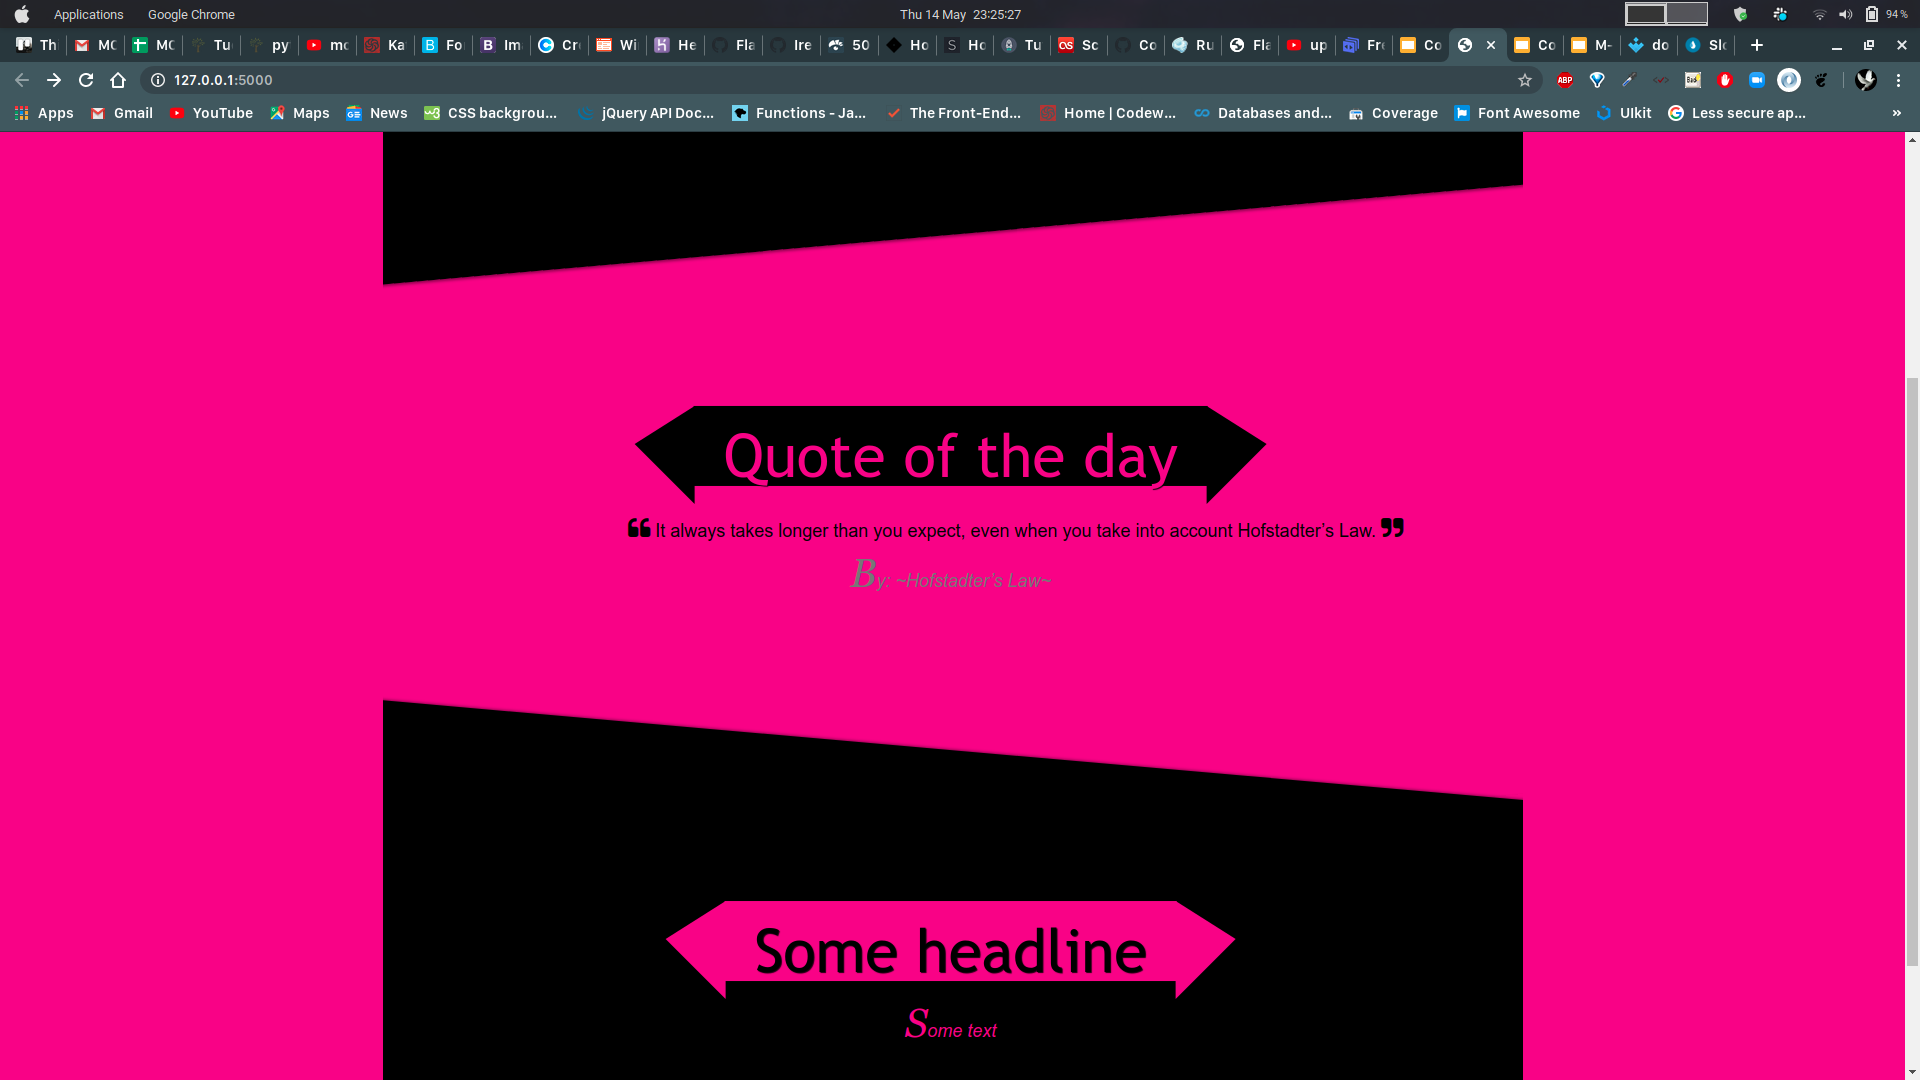 Applications Google Chrome Thu 14 May 23:25:27 94%
Th MC MC Tu py mc Ka Fo Im Cr Wi He Fla Ire 50 Ho Ho Tu Sc Co Ru Fla up Fre Co Co M- do Slo
127.0.0.1:5000 ABP
Apps Gmail YouTube Maps News CSS backgrou... jQuery API Doc... Functions - Ja... The Front-End... Home | Codew... Databases and... Coverage Font Awesome UIkit Less secure ap... »
Quote of the day
❝ It always takes longer than you expect, even when you take into account Hofstadter’s Law. ❞
By: ~Hofstadter’s Law~
Some headline
Some text